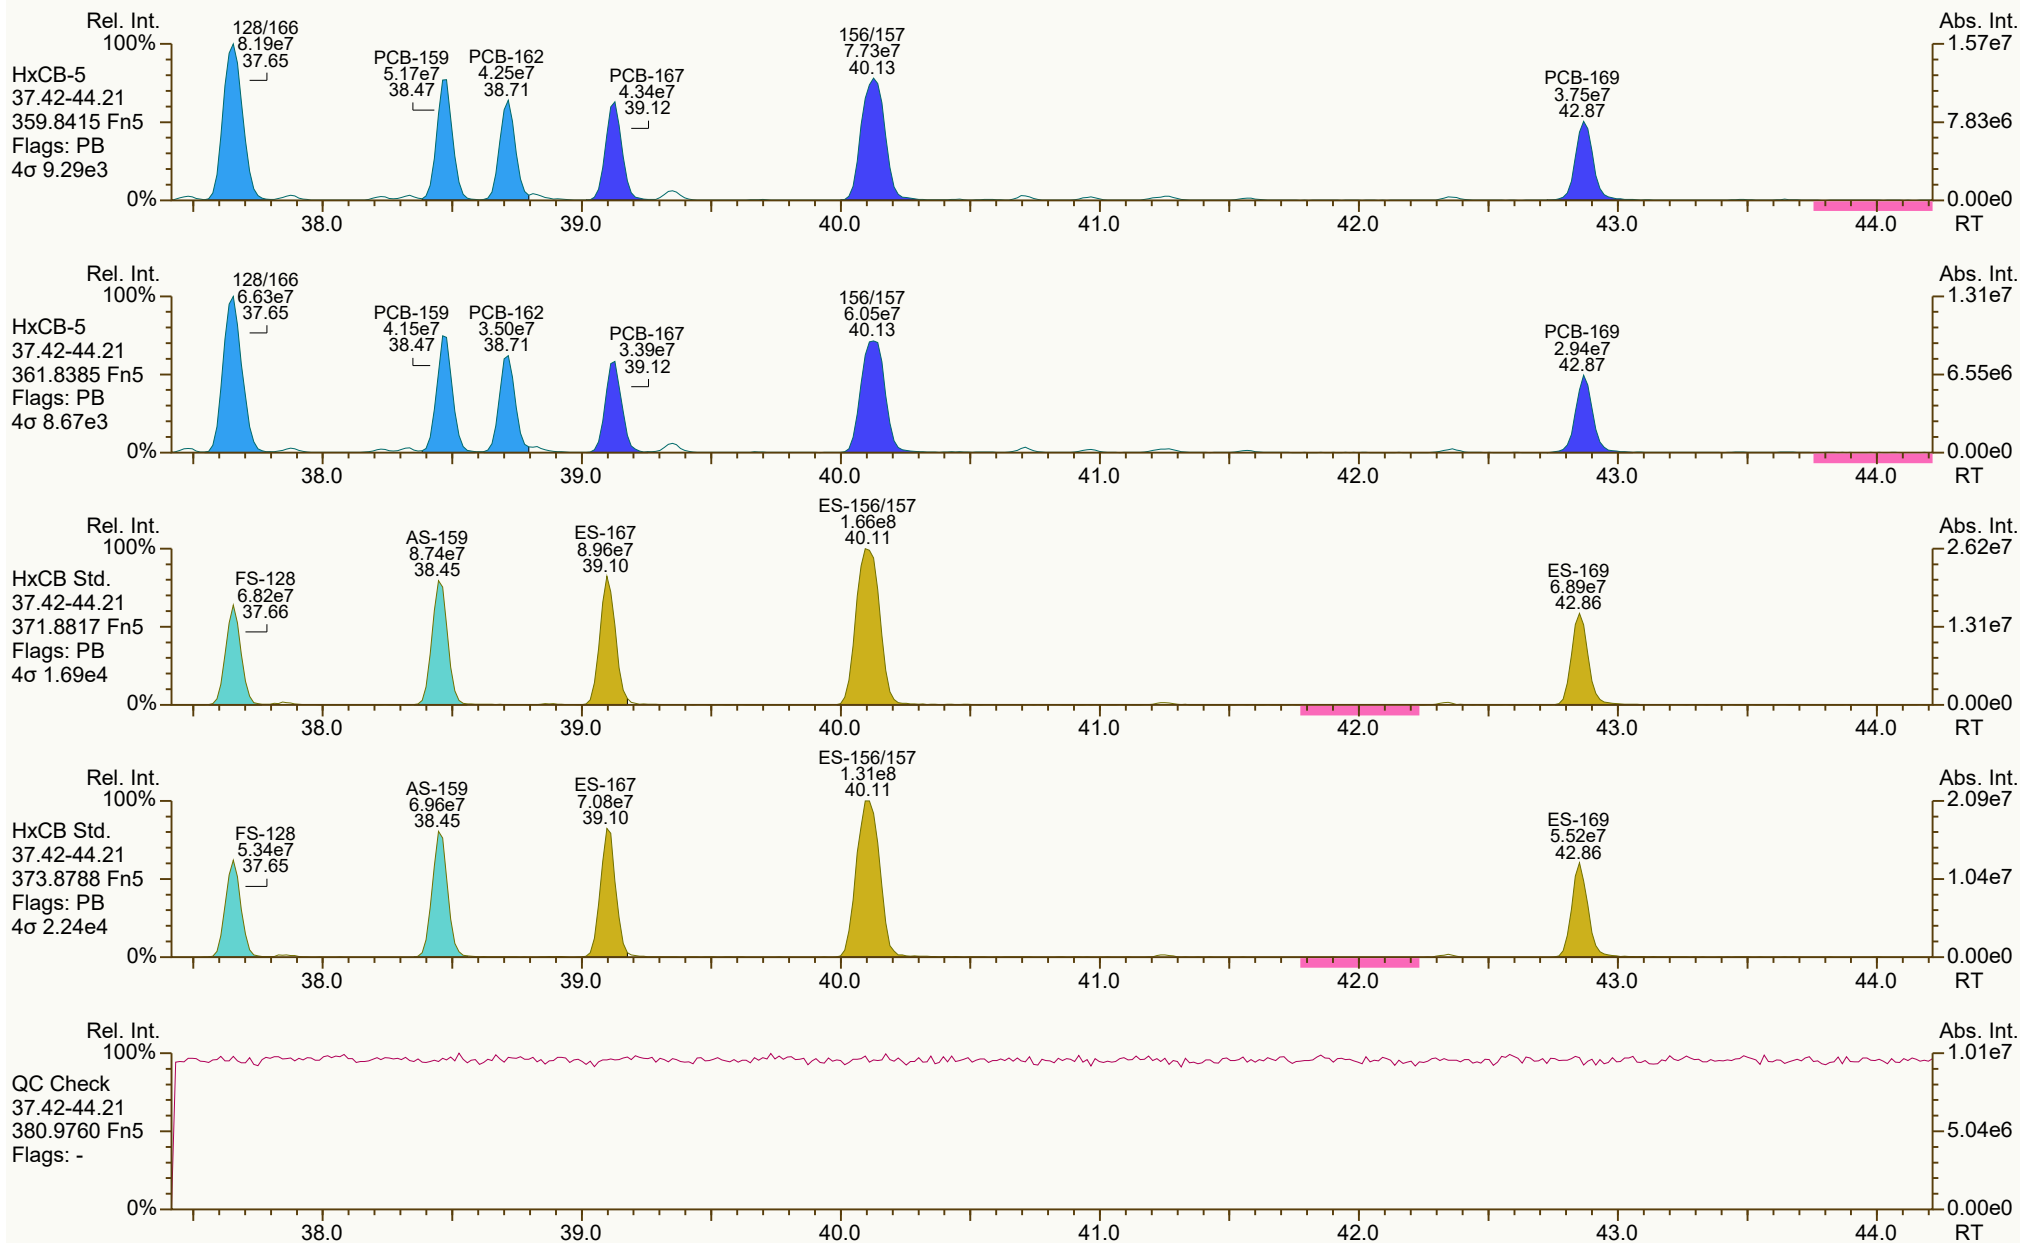 Rel. Int.
Abs. Int.
100%
0%
1.57e7
7.83e6
0.00e0
HxCB-5
37.42-44.21
359.8415 Fn5
Flags: PB
4σ 9.29e3
128/166
8.19e7
37.65
PCB-159
5.17e7
38.47
PCB-162
4.25e7
38.71
PCB-167
4.34e7
39.12
156/157
7.73e7
40.13
PCB-169
3.75e7
42.87
38.0 39.0 40.0 41.0 42.0 43.0 44.0 RT
Rel. Int.
Abs. Int.
100%
0%
1.31e7
6.55e6
0.00e0
HxCB-5
37.42-44.21
361.8385 Fn5
Flags: PB
4σ 8.67e3
128/166
6.63e7
37.65
PCB-159
4.15e7
38.47
PCB-162
3.50e7
38.71
PCB-167
3.39e7
39.12
156/157
6.05e7
40.13
PCB-169
2.94e7
42.87
38.0 39.0 40.0 41.0 42.0 43.0 44.0 RT
Rel. Int.
Abs. Int.
100%
0%
2.62e7
1.31e7
0.00e0
HxCB Std.
37.42-44.21
371.8817 Fn5
Flags: PB
4σ 1.69e4
FS-128
6.82e7
37.66
AS-159
8.74e7
38.45
ES-167
8.96e7
39.10
ES-156/157
1.66e8
40.11
ES-169
6.89e7
42.86
38.0 39.0 40.0 41.0 42.0 43.0 44.0 RT
Rel. Int.
Abs. Int.
100%
0%
2.09e7
1.04e7
0.00e0
HxCB Std.
37.42-44.21
373.8788 Fn5
Flags: PB
4σ 2.24e4
FS-128
5.34e7
37.65
AS-159
6.96e7
38.45
ES-167
7.08e7
39.10
ES-156/157
1.31e8
40.11
ES-169
5.52e7
42.86
38.0 39.0 40.0 41.0 42.0 43.0 44.0 RT
Rel. Int.
Abs. Int.
100%
0%
1.01e7
5.04e6
0.00e0
QC Check
37.42-44.21
380.9760 Fn5
Flags: -
38.0 39.0 40.0 41.0 42.0 43.0 44.0 RT